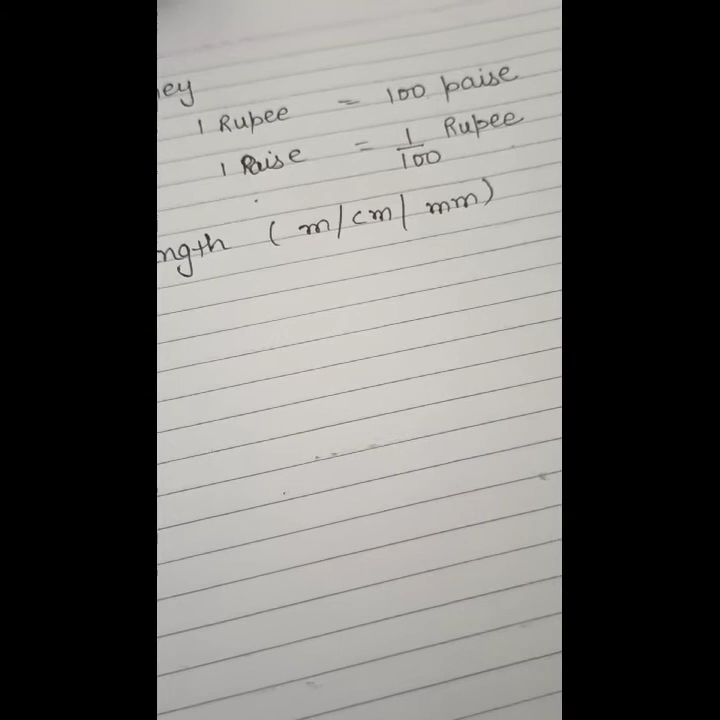 ey
1 Rupee = 100 paise
1 Paise = 1/100 Rupee
ngth ( m/cm/ mm)